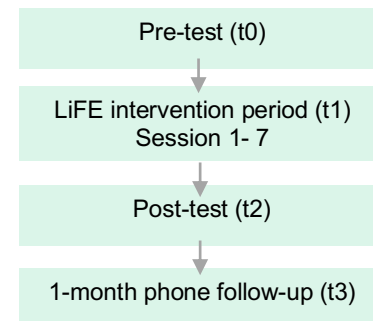 Pre-test (t0)
LiFE intervention period (t1)
Session 1- 7
Post-test (t2)
1-month phone follow-up (t3)